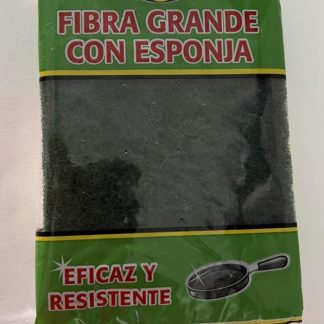 FIBRA GRANDE
CON ESPONJA
EFICAZ Y
RESISTENTE